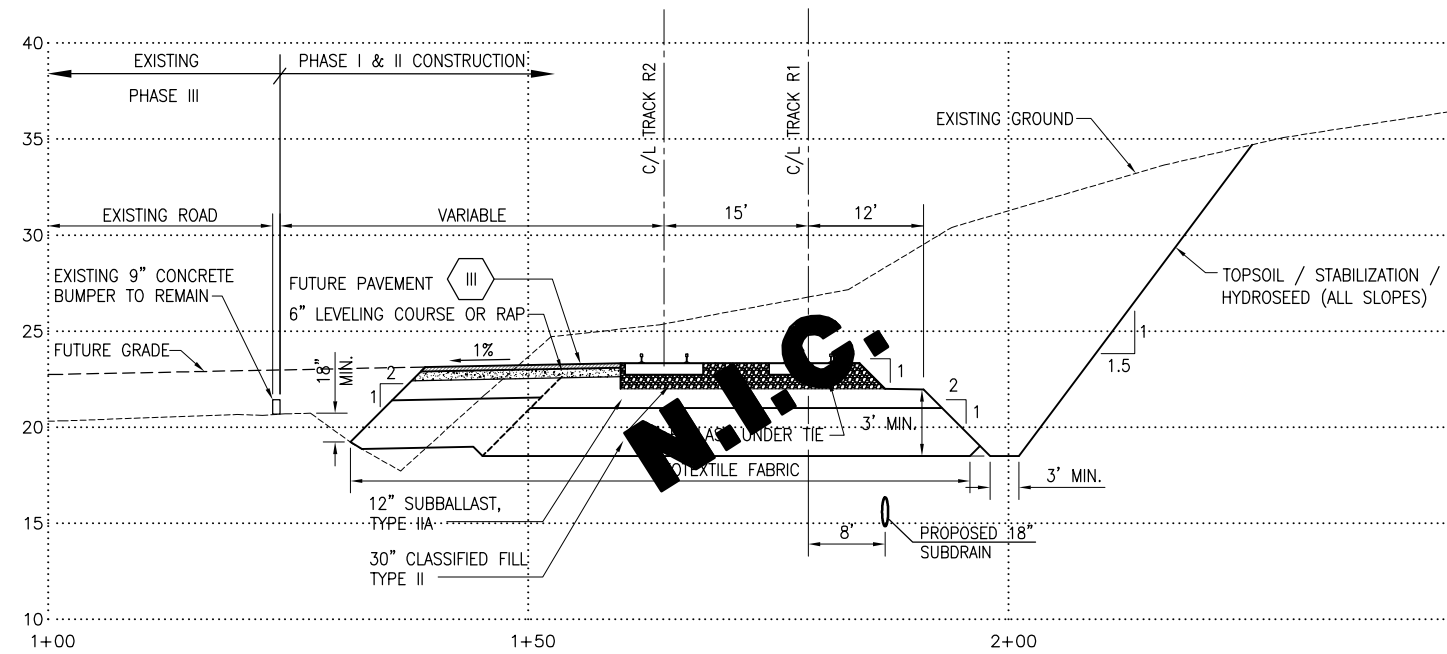 40
EXISTING
PHASE I & II CONSTRUCTION
PHASE III
C/L TRACK R2
C/L TRACK R1
35
EXISTING GROUND
EXISTING ROAD
VARIABLE
15'
12'
30
EXISTING 9" CONCRETE
BUMPER TO REMAIN
FUTURE PAVEMENT
III
6" LEVELING COURSE OR RAP
TOPSOIL / STABILIZATION /
HYDROSEED (ALL SLOPES)
25
FUTURE GRADE
18"
MIN.
1%
2
1
1
1
2
1
1
1.5
20
N.I.C.
UNDER TIE
3' MIN.
FABRIC
3' MIN.
12" SUBBALLAST,
TYPE IIA
15
8'
PROPOSED 18"
SUBDRAIN
30" CLASSIFIED FILL
TYPE II
10
1+00
1+50
2+00